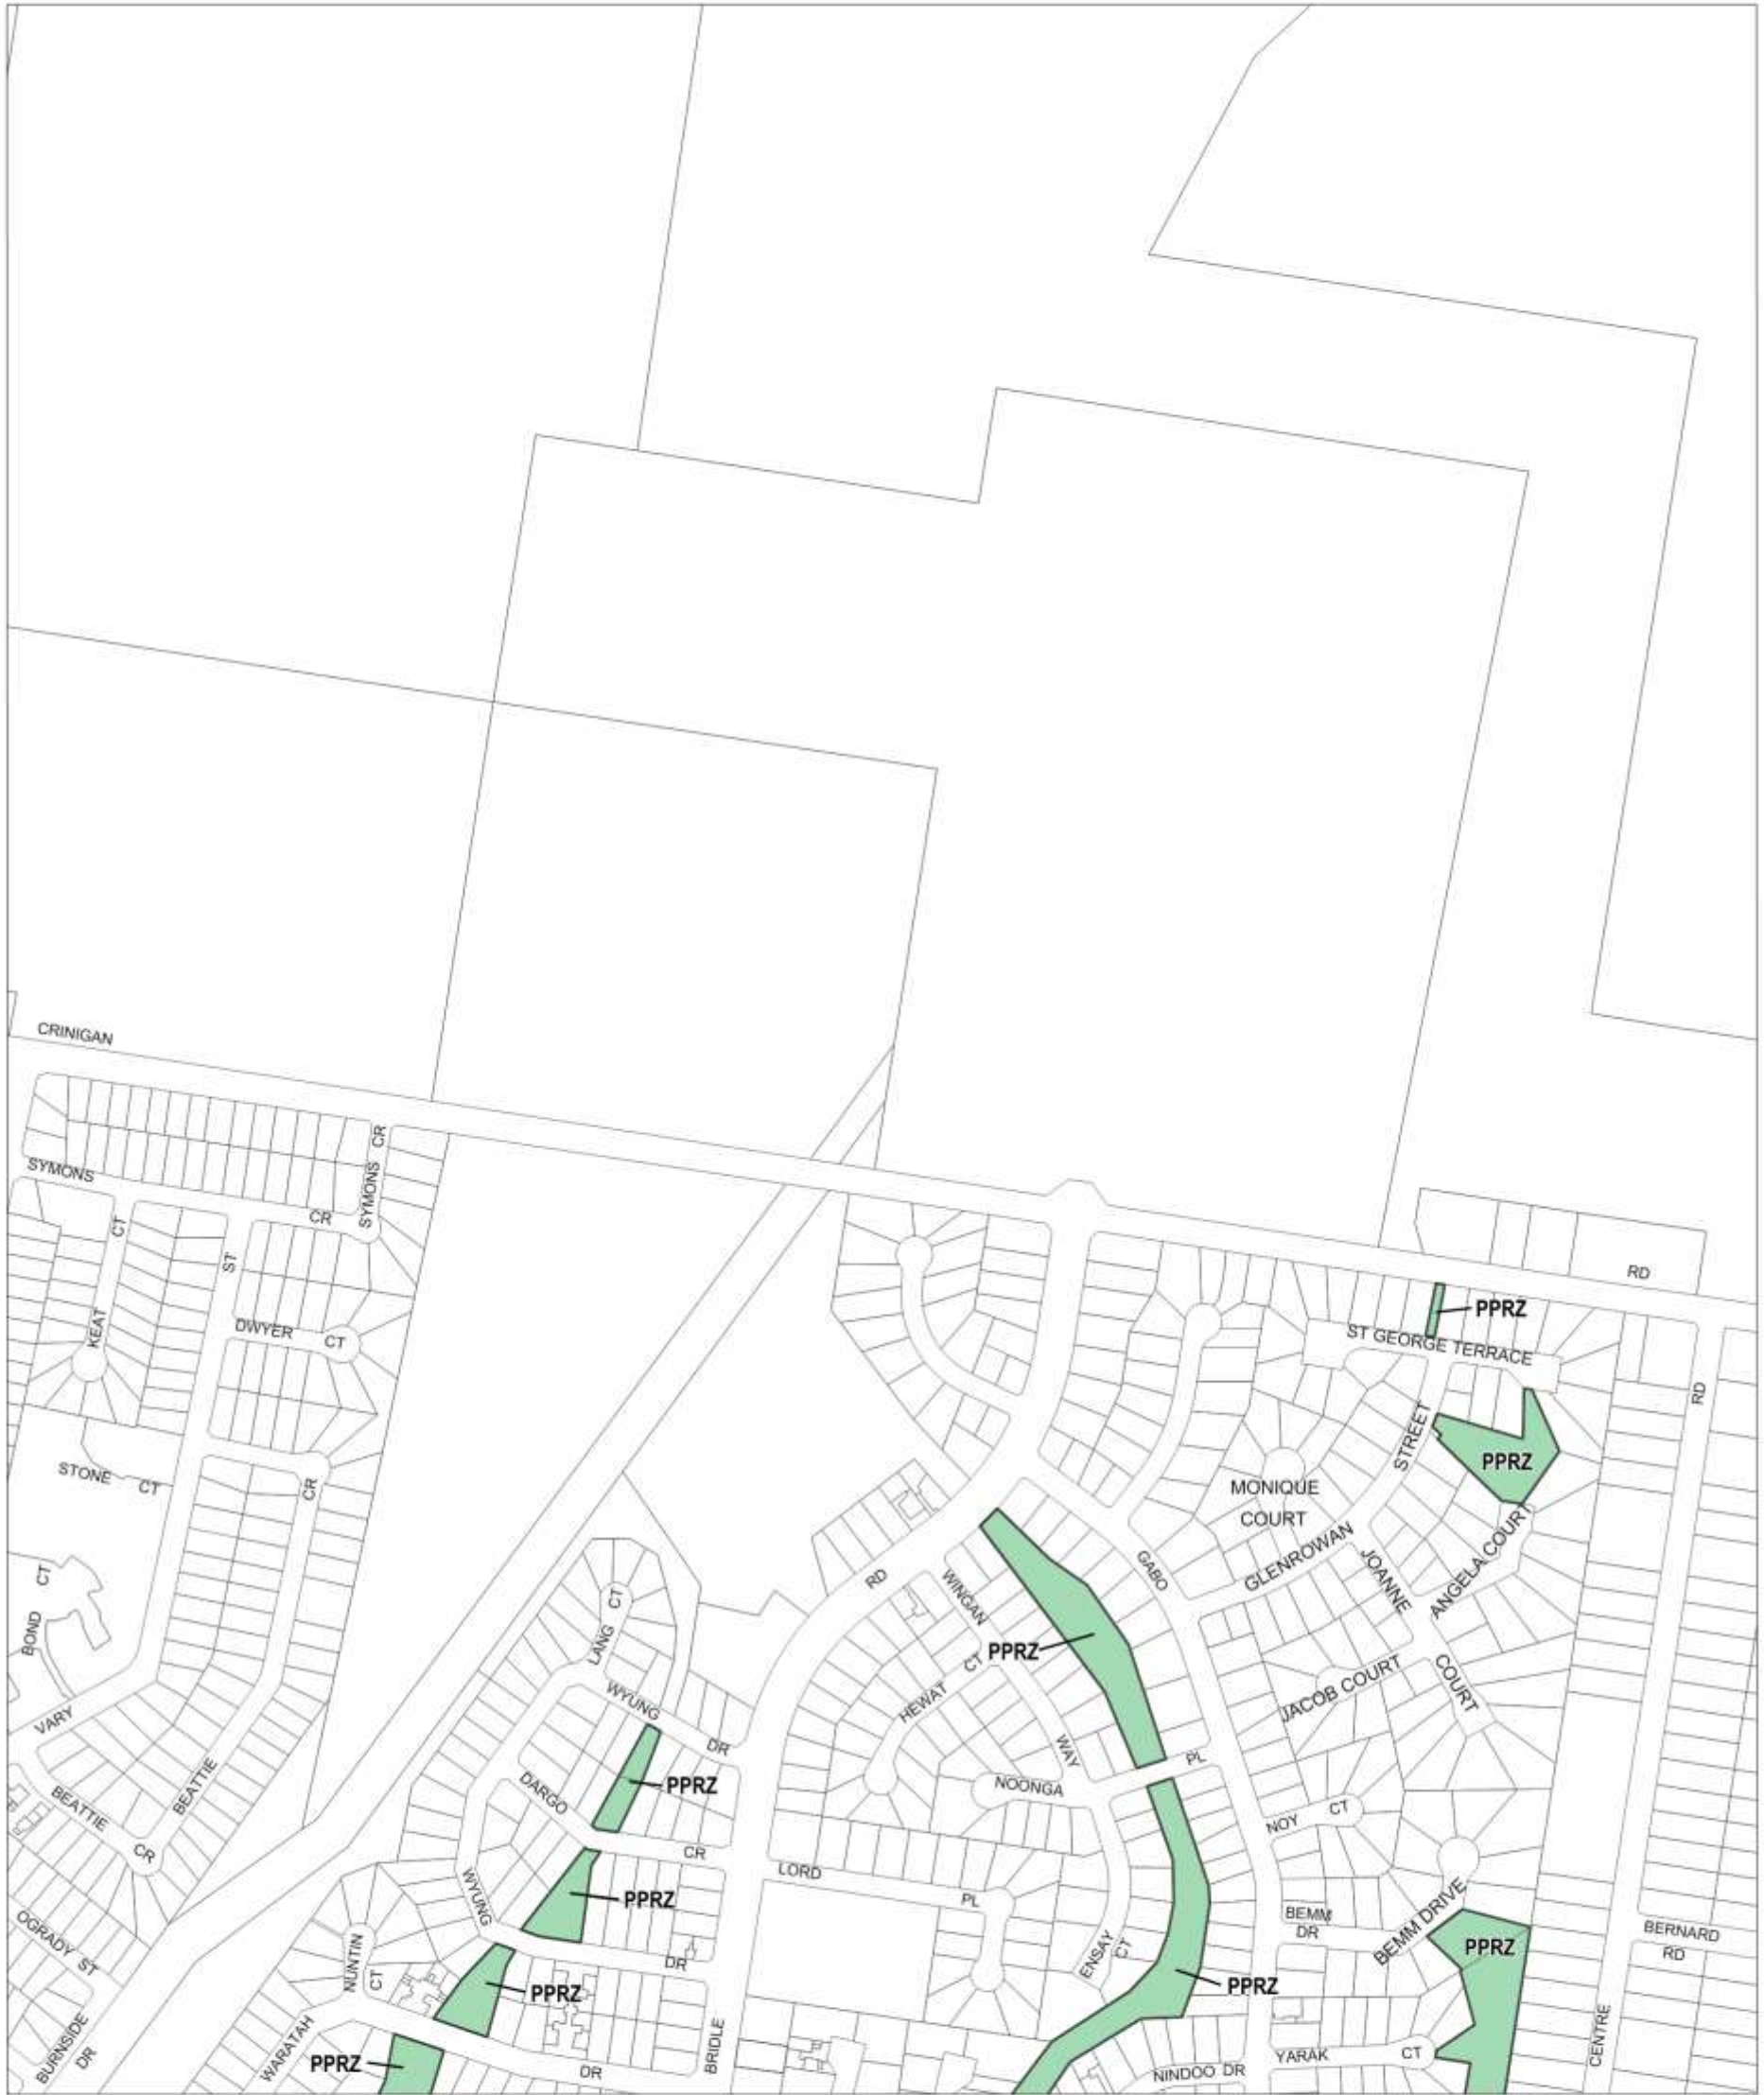 CRINIGAN
SYMONS
CR
SYMONS
CR
CT
ST
KEAT
DWYER
CT
RD
PPRZ
ST GEORGE TERRACE
RD
STREET
PPRZ
STONE
CT
CR
MONIQUE
COURT
GLENROWAN
JOANNE
ANGELA COURT
CT
BOND
RD
WINGAN
GABO
LANG
CT
PPRZ
CT
HEWAT
JACOB COURT
COURT
WYUNG
DR
VARY
WAY
PL
PPRZ
NOONGA
DARGO
BEATTIE
BEATTIE
CR
NOY
CT
CR
LORD
PL
WYUNG
PPRZ
BEMM
DR
BEMM DRIVE
PPRZ
BERNARD
RD
OGRADY
ST
NUNTIN
CT
DR
ENSAY
CT
PPRZ
PPRZ
BURNSIDE
DR
WARATAH
PPRZ
DR
BRIDLE
NINDOO DR
YARAK
CT
CENTRE